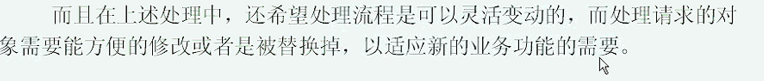 而且在上述处理中，还希望处理流程是可以灵活变动的，而处理请求的对
象需要能方便的修改或者是被替换掉，以适应新的业务功能的需要。